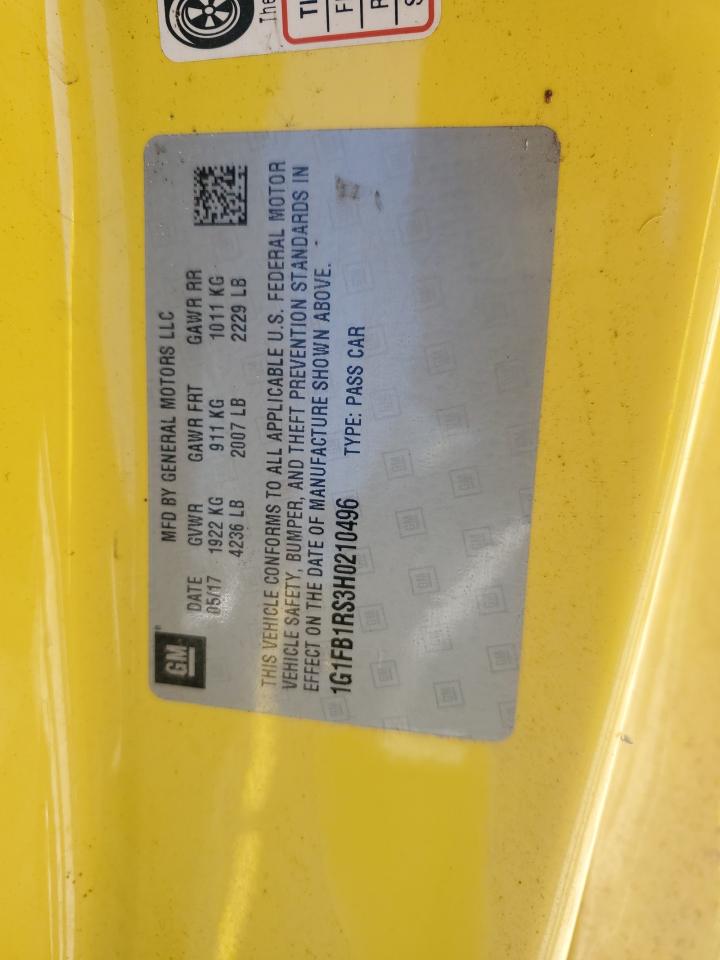 The
TI
F
R
S
GM
MFD BY GENERAL MOTORS LLC
DATE GVWR GAWR FRT GAWR RR
05/17 1922 KG 911 KG 1011 KG
4236 LB 2007 LB 2229 LB
THIS VEHICLE CONFORMS TO ALL APPLICABLE U.S. FEDERAL MOTOR
VEHICLE SAFETY, BUMPER, AND THEFT PREVENTION STANDARDS IN
EFFECT ON THE DATE OF MANUFACTURE SHOWN ABOVE.
1G1FB1RS3H0210496 TYPE: PASS CAR